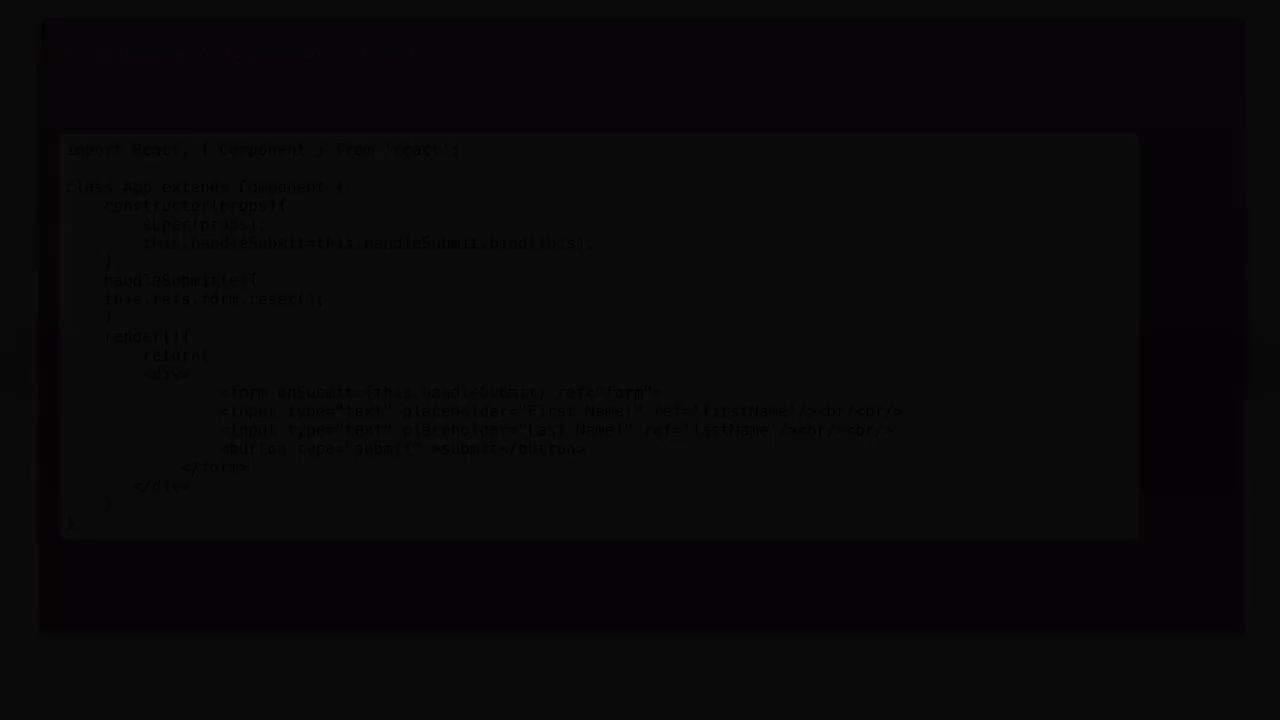 import React, { Component } from 'react';
class App extends Component {
constructor(props){
super(props);
this.handleSubmit=this.handleSubmit.bind(this);
}
handleSubmit(e){
this.refs.form.reset();
}
render(){
return(
<div>
<form onSubmit={this.handleSubmit} ref="form">
<input type="text" placeholder="First Name!" ref='firstName'/><br/><br/>
<input type="text" placeholder="Last Name!" ref='lastName'/><br/><br/>
<button type="submit" >submit</button>
</form>
</div>
}
}